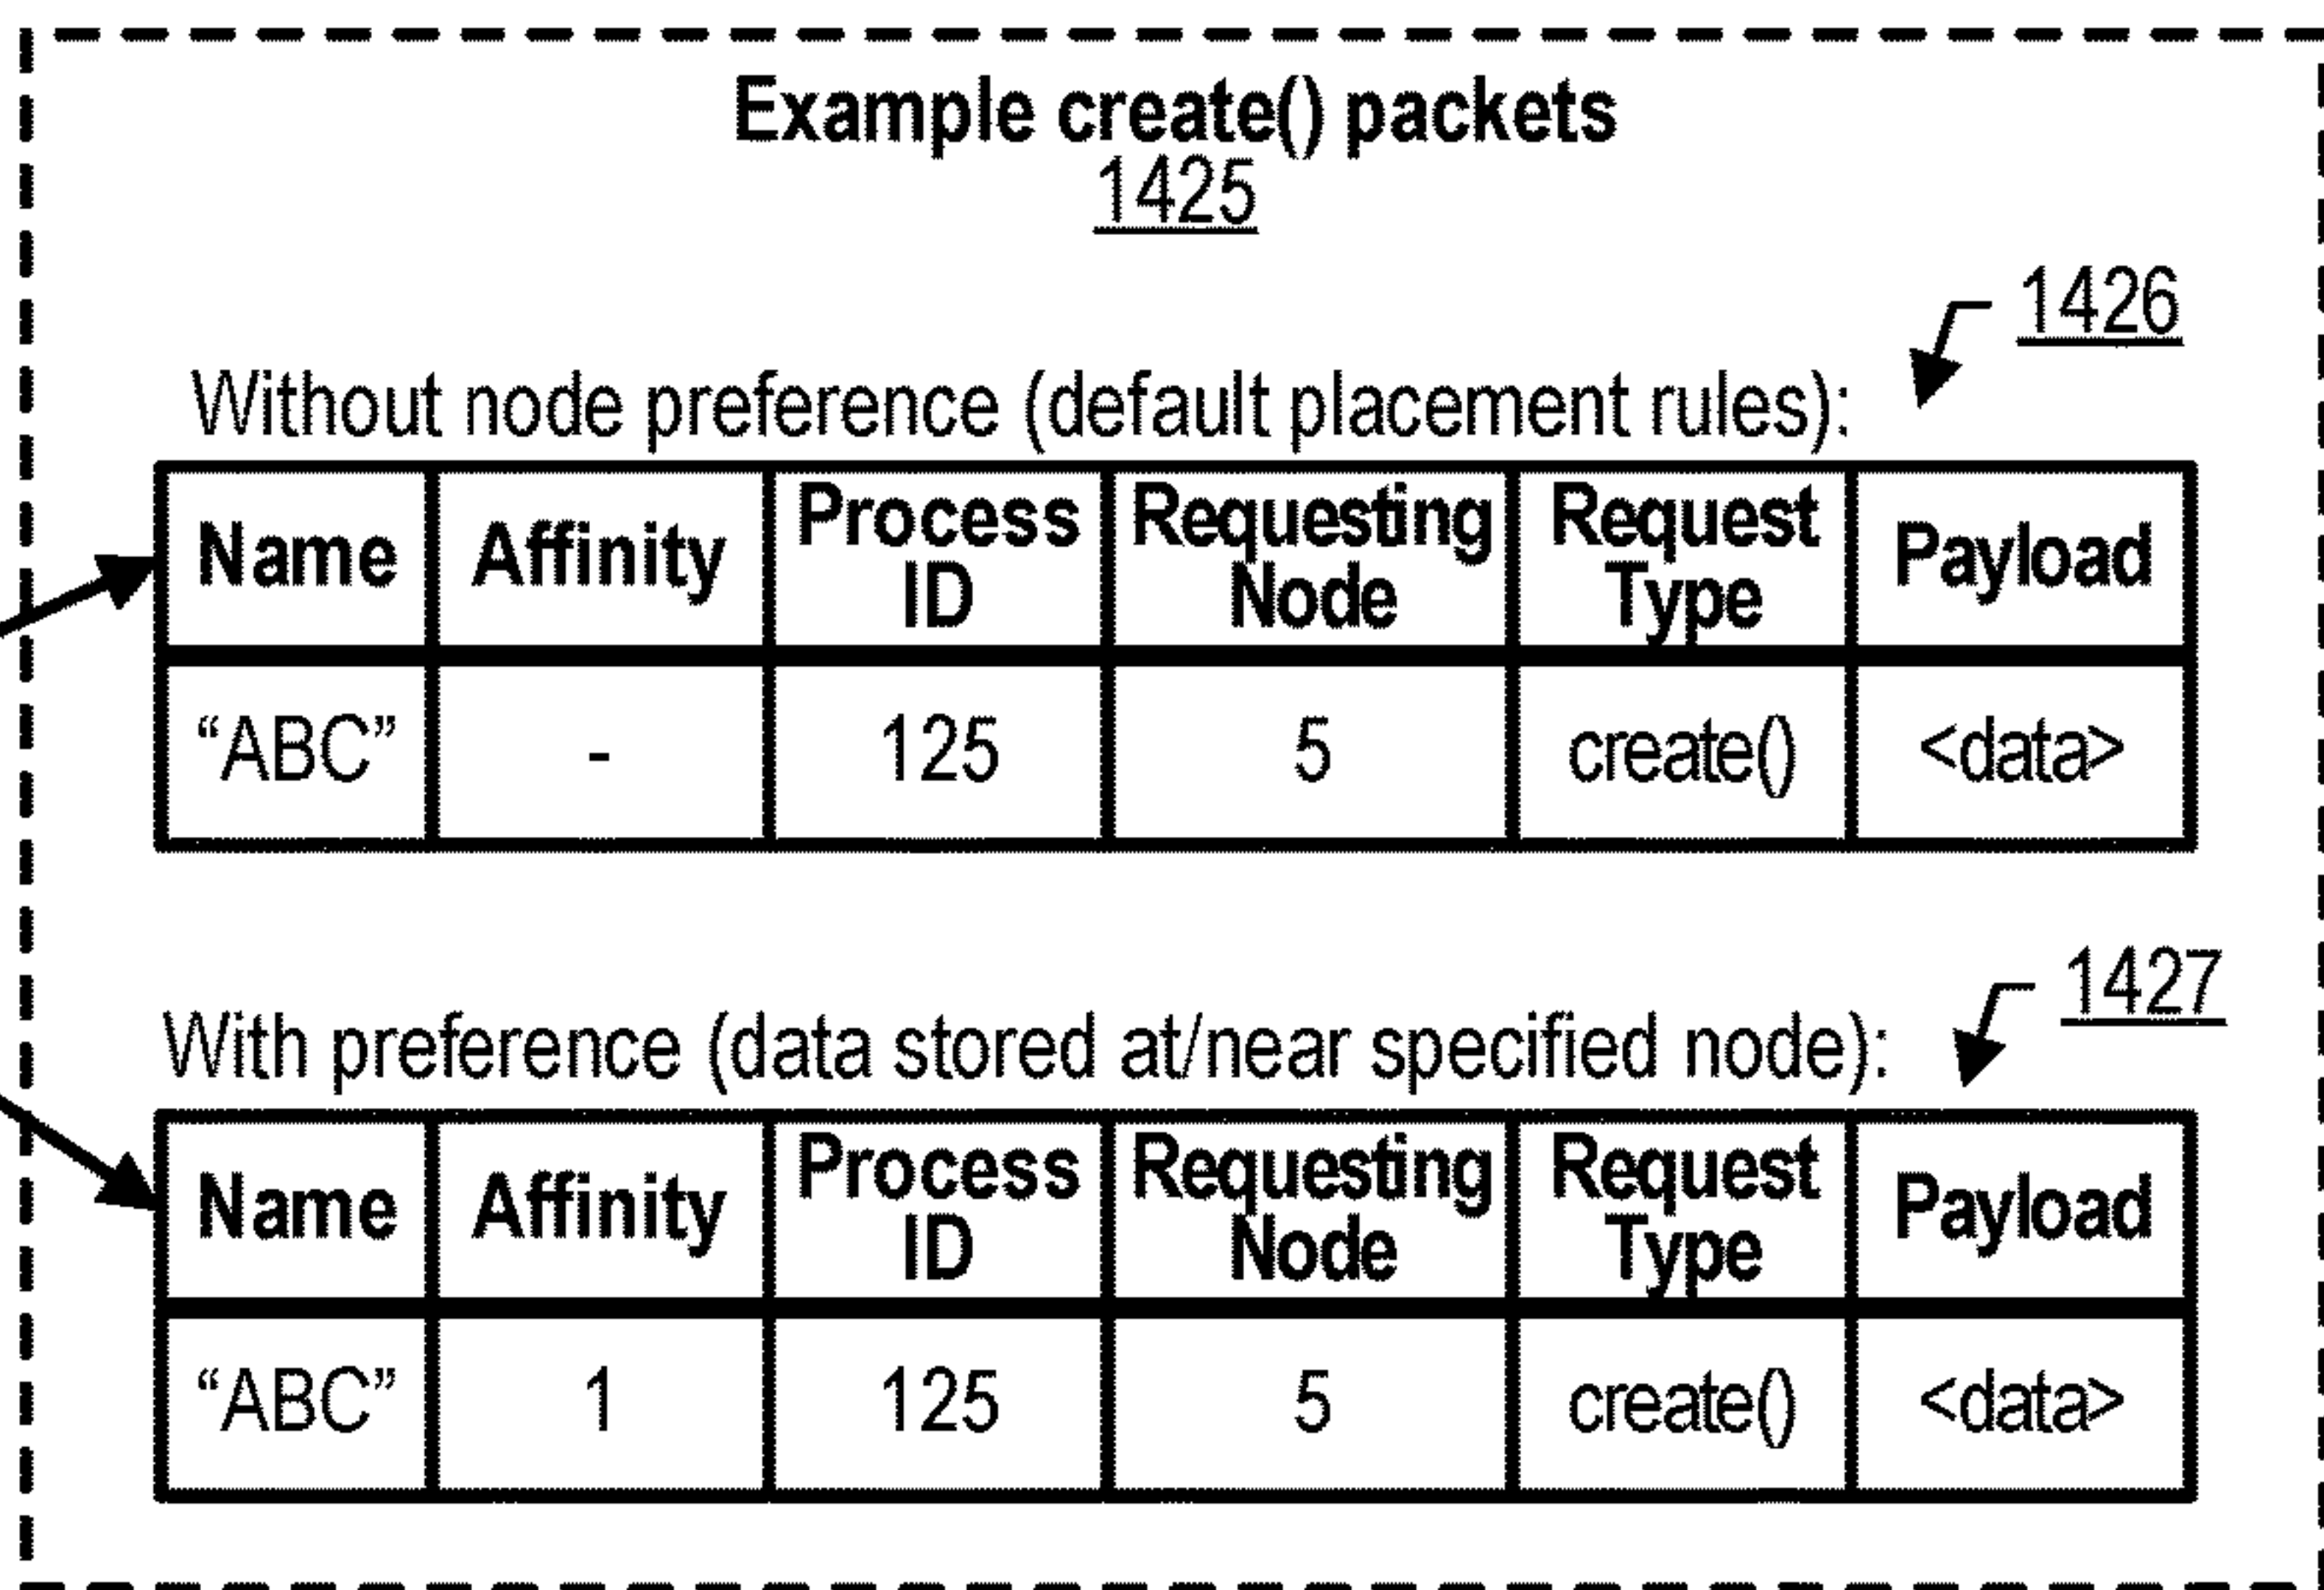 Example create() packets
1425
1426
Without node preference (default placement rules):
Name Affinity Process ID Requesting Node Request Type Payload
“ABC” - 125 5 create() <data>
1427
With preference (data stored at/near specified node):
Name Affinity Process ID Requesting Node Request Type Payload
“ABC” 1 125 5 create() <data>